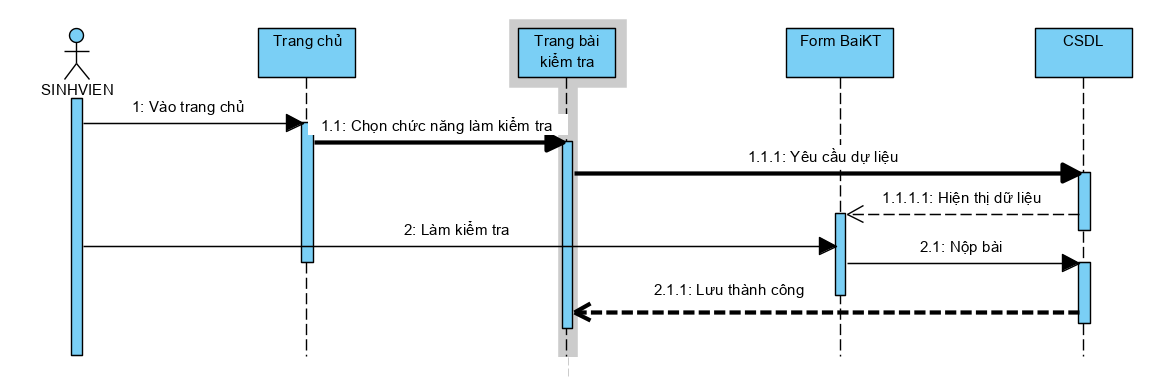 SINHVIEN
Trang chủ
Trang bài
kiểm tra
Form BaiKT
CSDL
1: Vào trang chủ
1.1: Chọn chức năng làm kiểm tra
1.1.1: Yêu cầu dự liệu
1.1.1.1: Hiện thị dữ liệu
2: Làm kiểm tra
2.1: Nộp bài
2.1.1: Lưu thành công